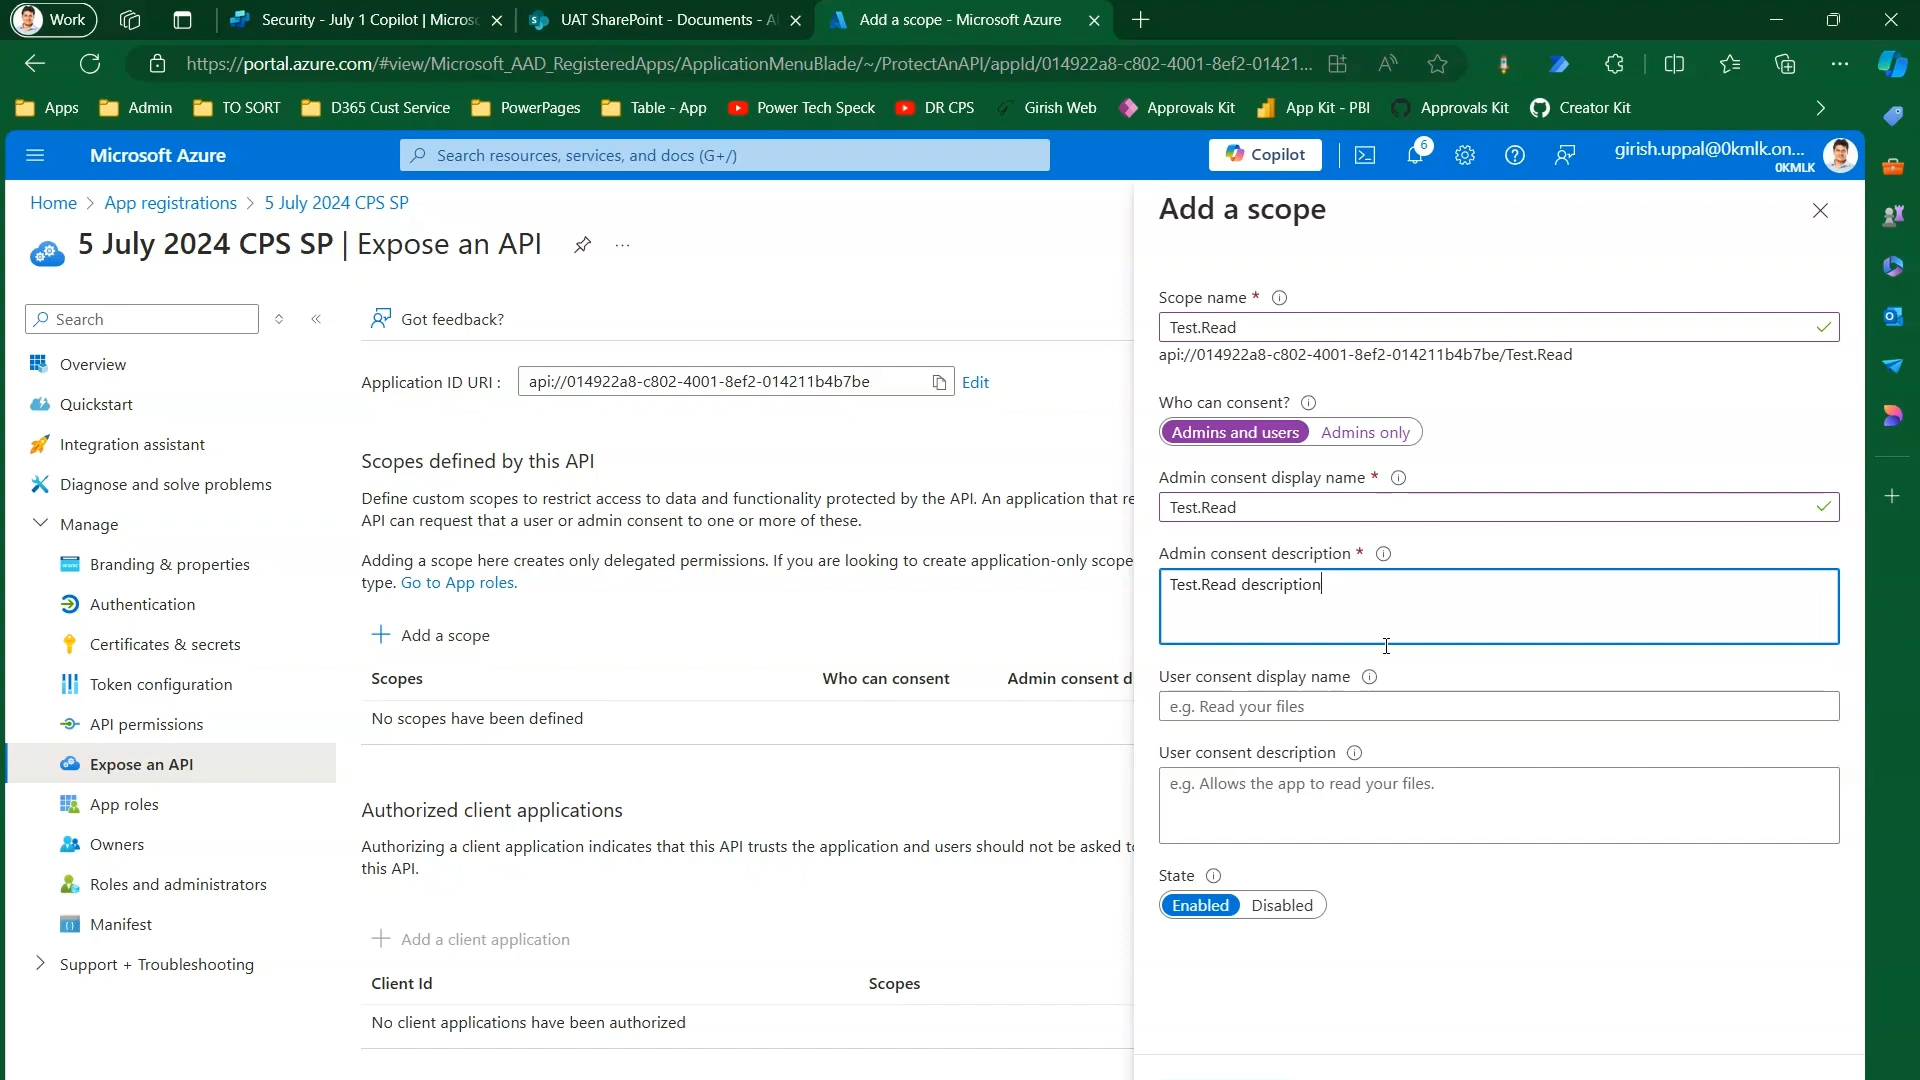 Work
Security - July 1 Copilot | Micros
UAT SharePoint - Documents - A
Add a scope - Microsoft Azure
https://portal.azure.com/#view/Microsoft_AAD_RegisteredApps/ApplicationMenuBlade/~/ProtectAnAPI/appId/014922a8-c802-4001-8ef2-01421...
Apps
Admin
TO SORT
D365 Cust Service
PowerPages
Table - App
Power Tech Speck
DR CPS
Girish Web
Approvals Kit
App Kit - PBI
Approvals Kit
Creator Kit
Microsoft Azure
Search resources, services, and docs (G+/)
Copilot
6
girish.uppal@0kmlk.on...
0KMLK
Home > App registrations > 5 July 2024 CPS SP
5 July 2024 CPS SP | Expose an API
Search
Overview
Quickstart
Integration assistant
Diagnose and solve problems
Manage
Branding & properties
Authentication
Certificates & secrets
Token configuration
API permissions
Expose an API
App roles
Owners
Roles and administrators
Manifest
Support + Troubleshooting
Got feedback?
Application ID URI : api://014922a8-c802-4001-8ef2-014211b4b7be Edit
Scopes defined by this API
Define custom scopes to restrict access to data and functionality protected by the API. An application that re
API can request that a user or admin consent to one or more of these.
Adding a scope here creates only delegated permissions. If you are looking to create application-only scope
type. Go to App roles.
Add a scope
Scopes Who can consent Admin consent d
No scopes have been defined
Authorized client applications
Authorizing a client application indicates that this API trusts the application and users should not be asked t
this API.
Add a client application
Client Id Scopes
No client applications have been authorized
Add a scope
Scope name *
Test.Read
api://014922a8-c802-4001-8ef2-014211b4b7be/Test.Read
Who can consent?
Admins and users Admins only
Admin consent display name *
Test.Read
Admin consent description *
Test.Read description
User consent display name
e.g. Read your files
User consent description
e.g. Allows the app to read your files.
State
Enabled Disabled